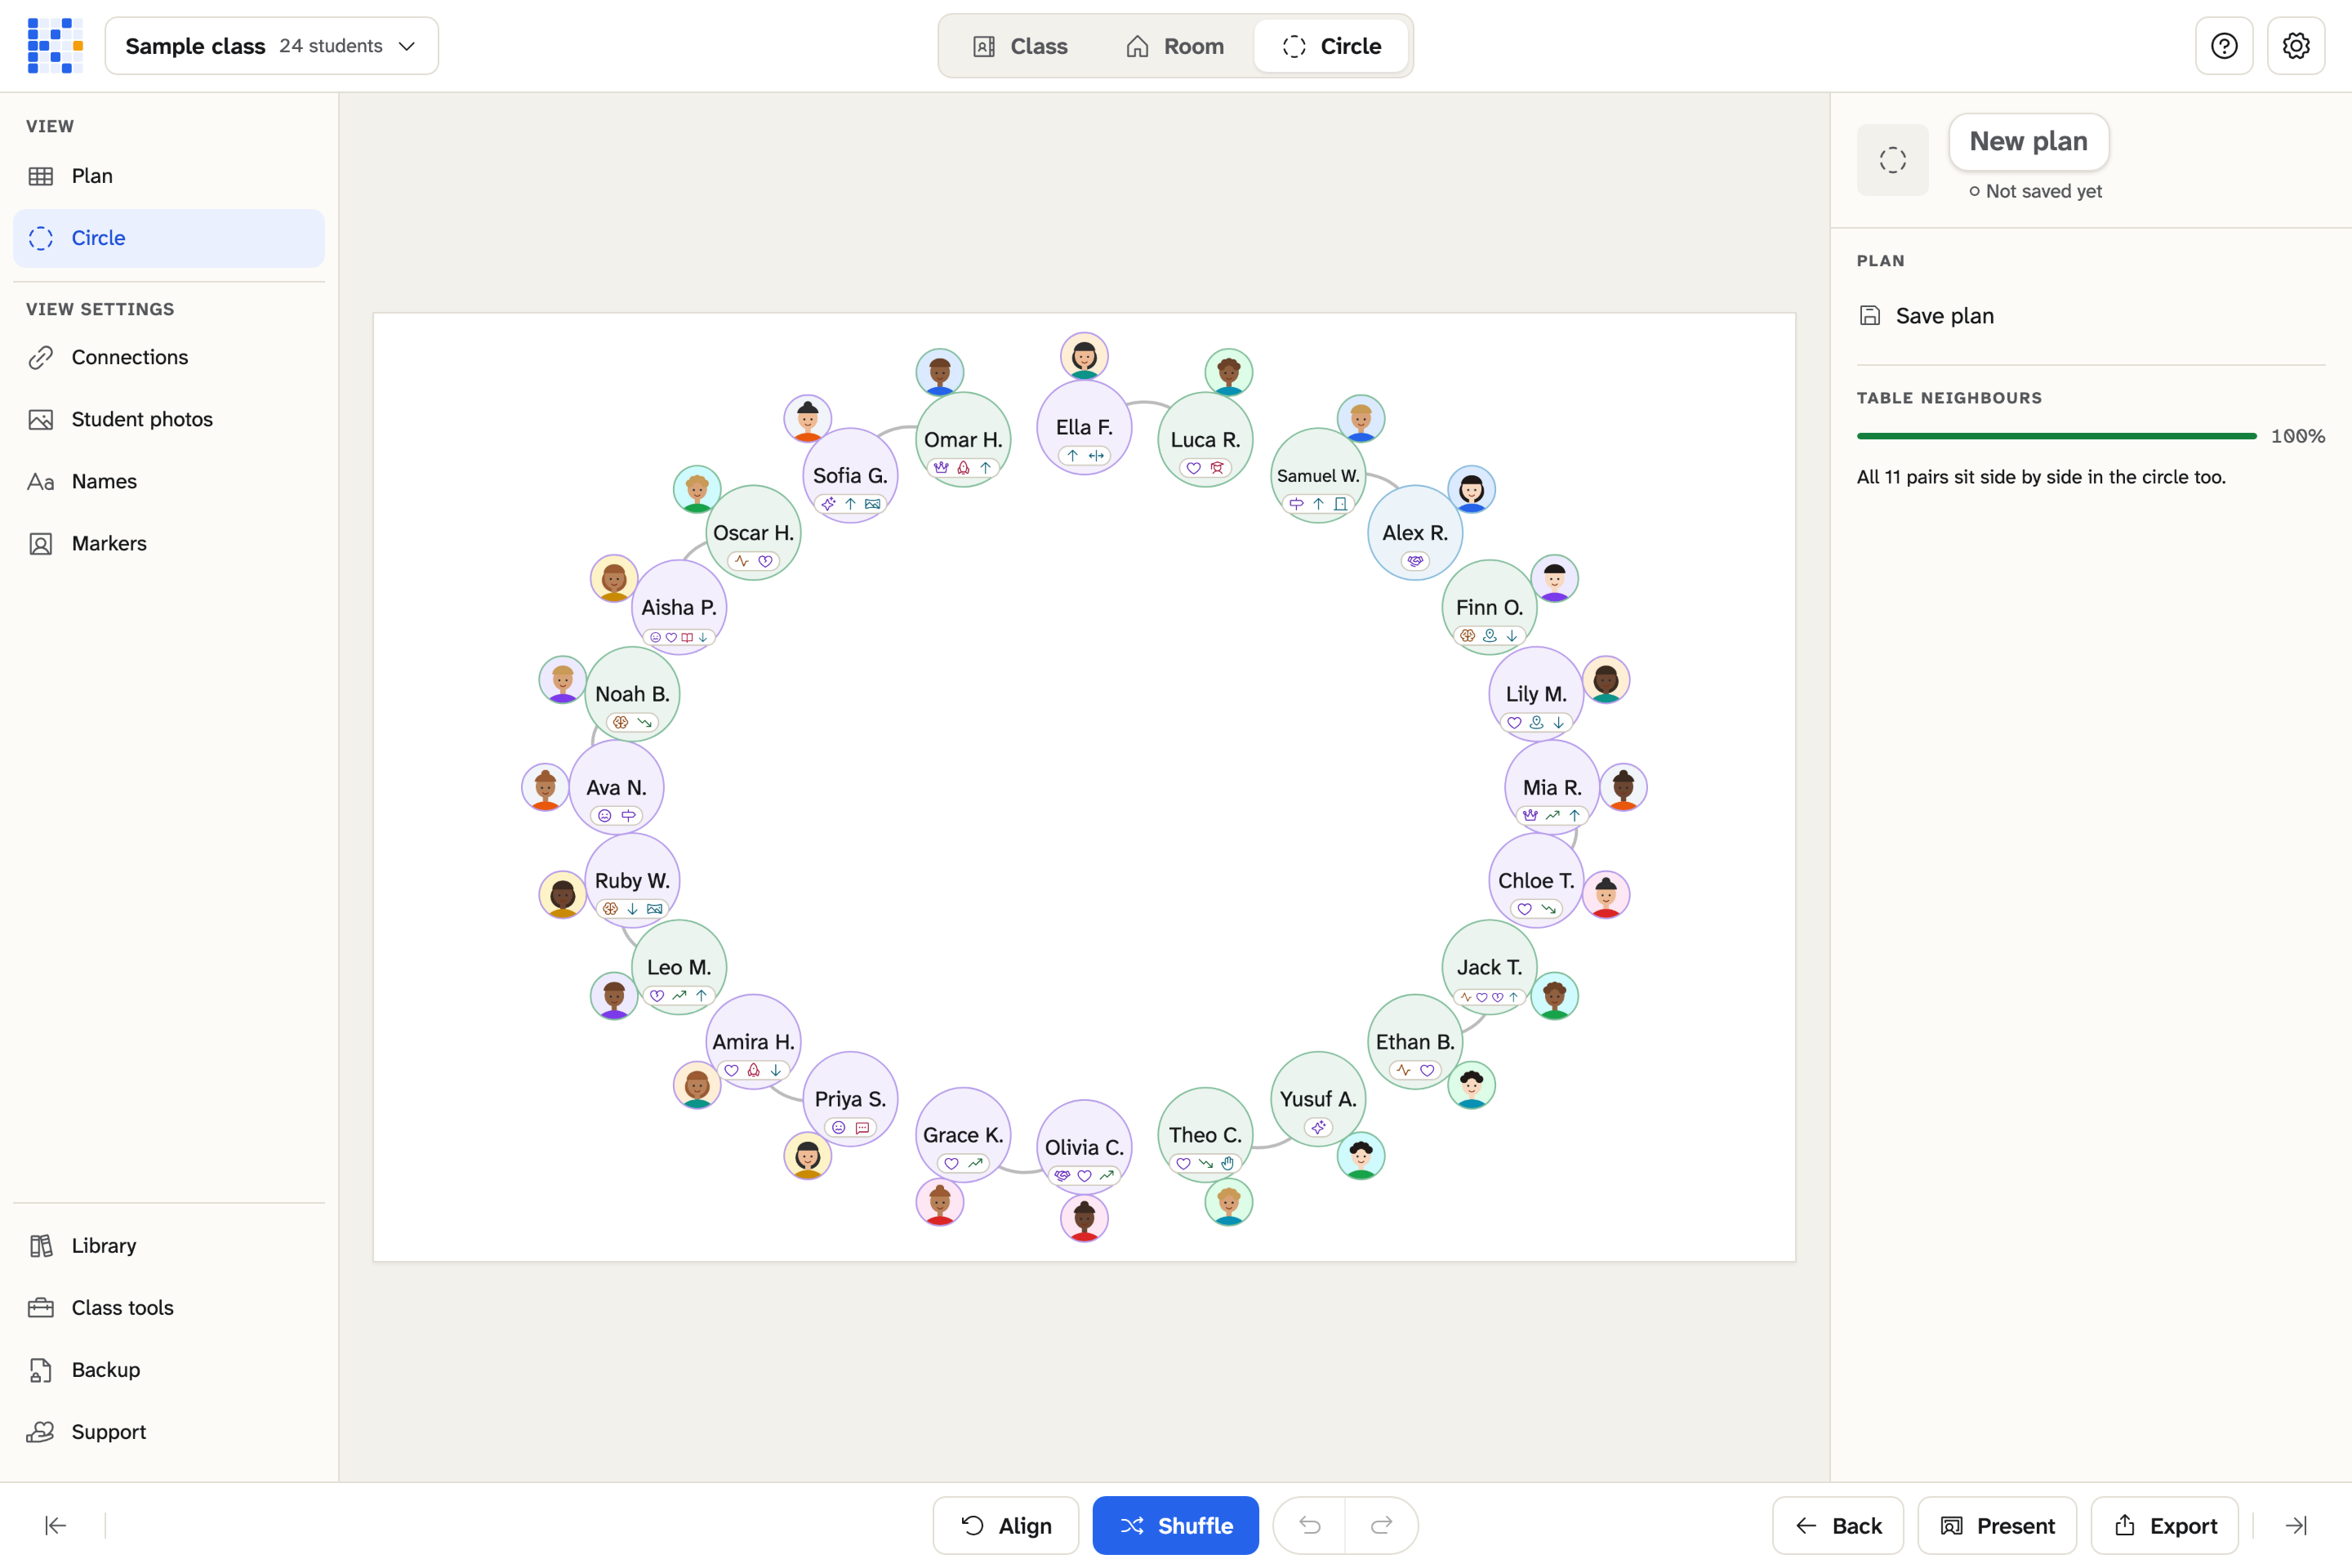 Sample class 24 students
Class
Room
Circle
VIEW
Plan
Circle
VIEW SETTINGS
Connections
Student photos
Aa Names
Markers
Library
Class tools
Backup
Support
Ella F.
Luca R.
Samuel W.
Alex R.
Finn O.
Lily M.
Mia R.
Chloe T.
Jack T.
Ethan B.
Yusuf A.
Theo C.
Olivia C.
Grace K.
Priya S.
Amira H.
Leo M.
Ruby W.
Ava N.
Noah B.
Aisha P.
Oscar H.
Sofia G.
Omar H.
New plan
Not saved yet
PLAN
Save plan
TABLE NEIGHBOURS
100%
All 11 pairs sit side by side in the circle too.
Align
Shuffle
Back
Present
Export